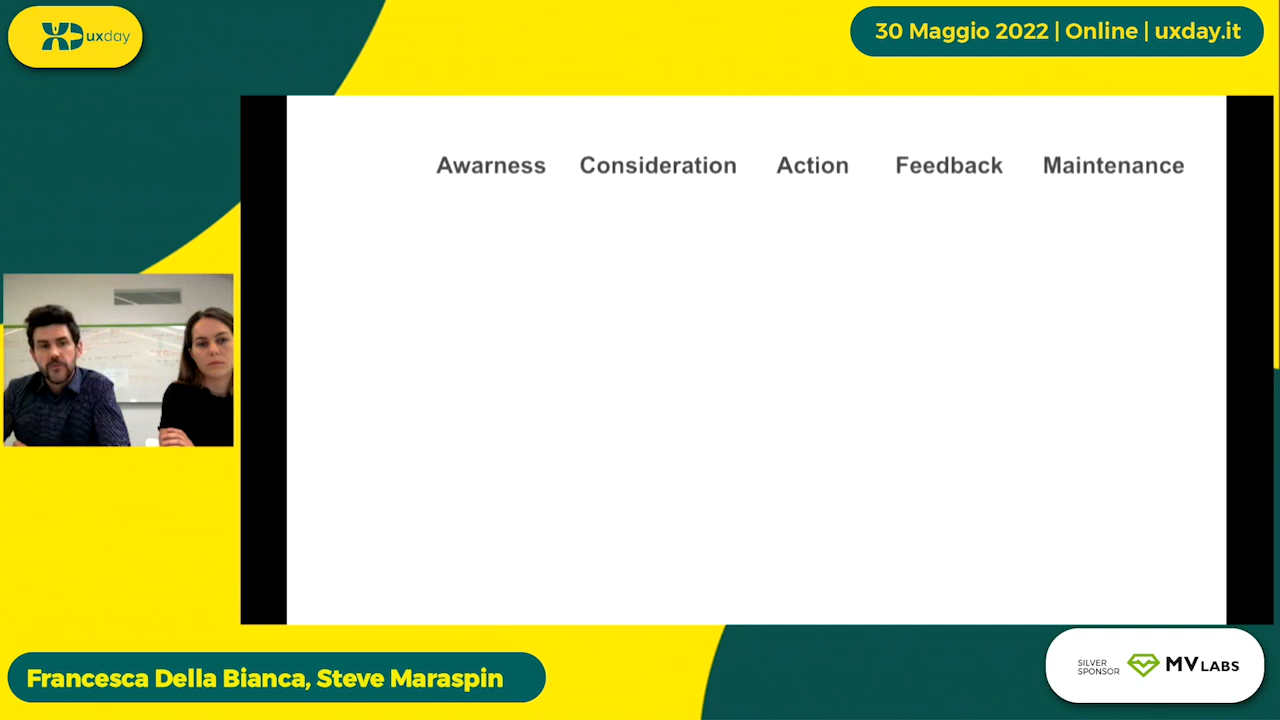 uxday
30 Maggio 2022 | Online | uxday.it
Awarness Consideration Action Feedback Maintenance
Francesca Della Bianca, Steve Maraspin
SILVER
SPONSOR
MV LABS